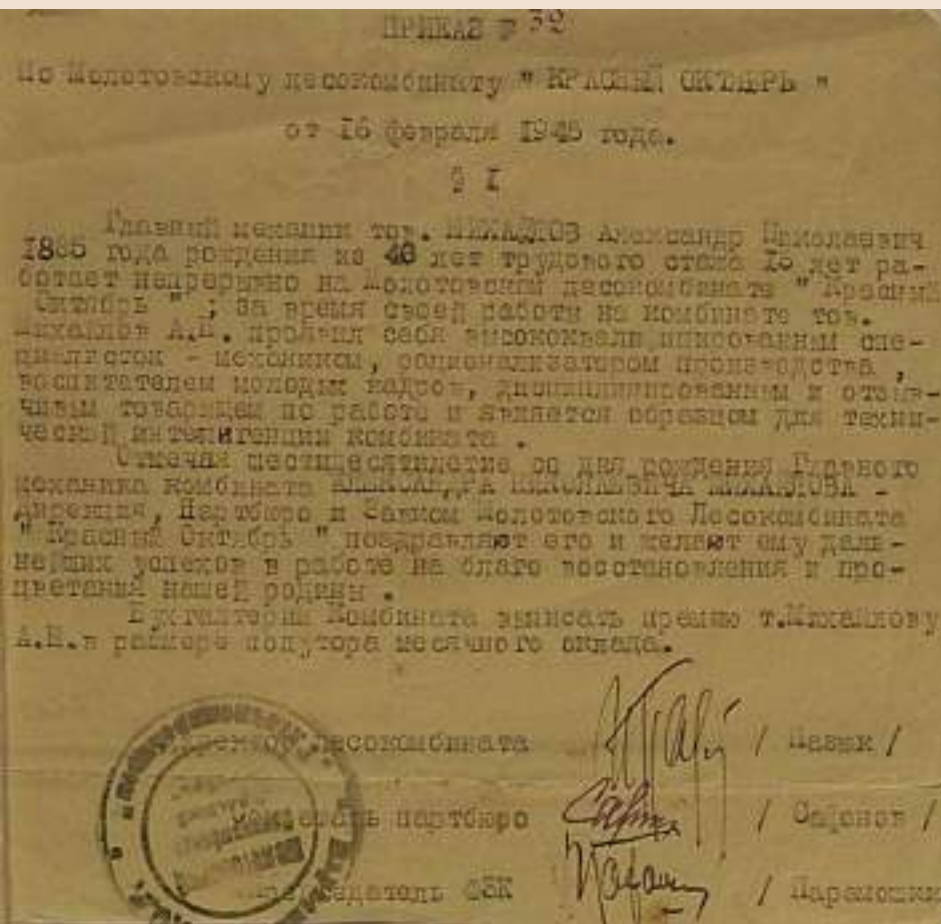 ПРИКАЗ № 39
По Молотовскому лесокомбинату " КРАСНЫЙ ОКТЯБРЬ "
от 16 февраля 1945 года.
§ I
Главный механик тов. МИХАЙЛОВ Александр Николаевич
1885 года рождения из 40 лет трудового стажа 15 лет ра-
ботает непрерывно на Молотовском лесокомбинате " Красный
Октябрь " ; за время своей работы на комбинате тов.
Михайлов А.Н. проявил себя высококвалифицированным спе-
циалистом - механиком, рационализатором производства ,
воспитателем молодых кадров, дисциплинированным и отзыв-
чивым товарищем по работе и является образцом для техни-
ческой интелигенции комбината .
Отмечая шестидесятилетие со дня рождения Главного
механика комбината АЛЕКСАНДРА НИКОЛАЕВИЧА МИХАЙЛОВА -
дирекция, Партбюро и Завком Молотовского Лесокомбината
" Красный Октябрь " поздравляют его и желают ему даль-
нейших успехов в работе на благо восстановления и про-
цветания нашей родины .
Бухгалтерии Комбината выписать премию т.Михайлову
А.Н.в размере полутора месячного оклада.
Директор Лесокомбината / Павык /
Секретарь партбюро / Сафонов /
Председатель ФЗК / Парамошки